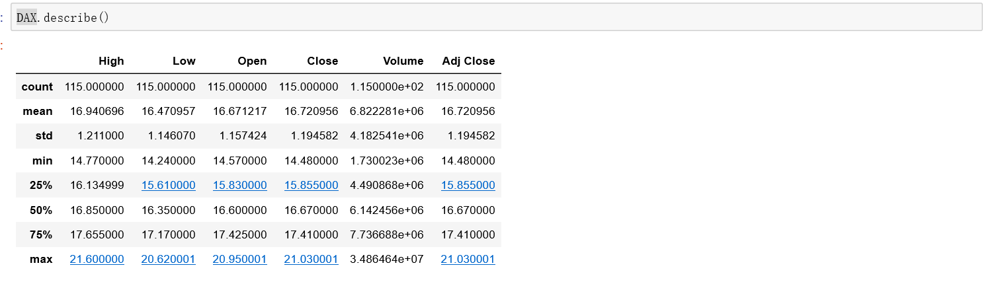 : DAX.describe()
:
High Low Open Close Volume Adj Close
count 115.000000 115.000000 115.000000 115.000000 1.150000e+02 115.000000
mean 16.940696 16.470957 16.671217 16.720956 6.822281e+06 16.720956
std 1.211000 1.146070 1.157424 1.194582 4.182541e+06 1.194582
min 14.770000 14.240000 14.570000 14.480000 1.730023e+06 14.480000
25% 16.134999 15.610000 15.830000 15.855000 4.490868e+06 15.855000
50% 16.850000 16.350000 16.600000 16.670000 6.142456e+06 16.670000
75% 17.655000 17.170000 17.425000 17.410000 7.736688e+06 17.410000
max 21.600000 20.620001 20.950001 21.030001 3.486464e+07 21.030001